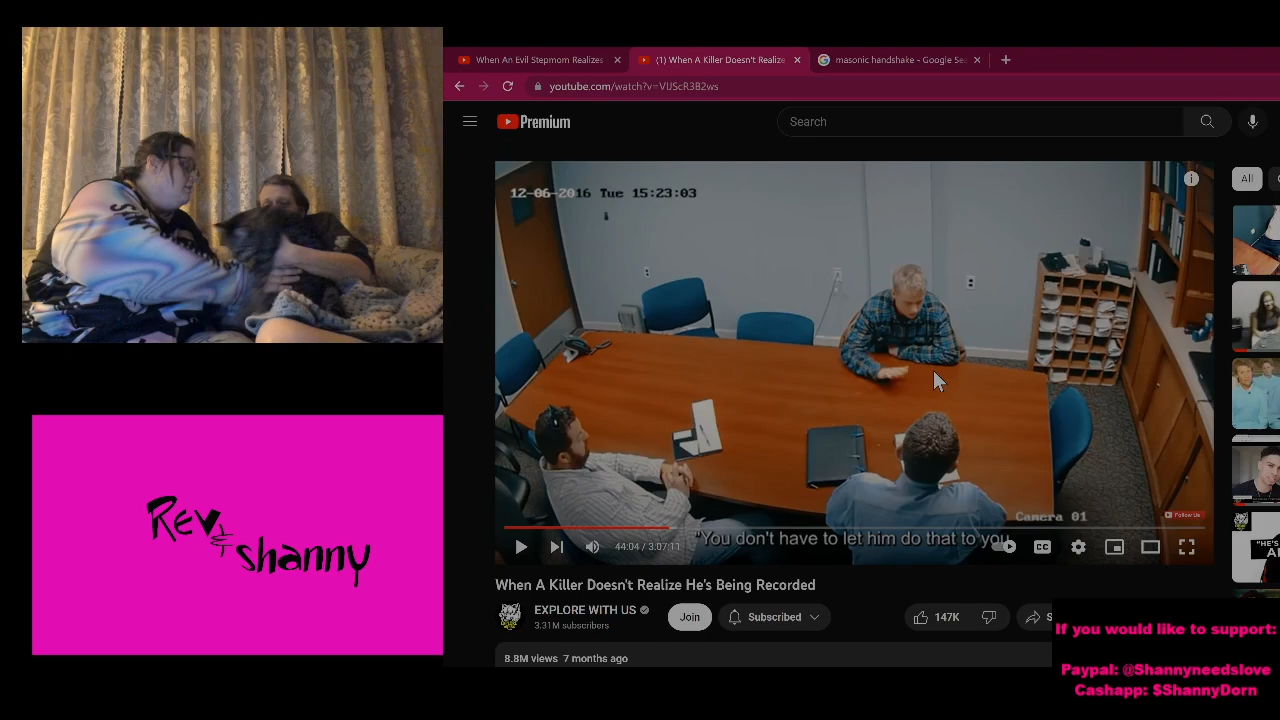 When An Evil Stepmom Realizes
(1) When A Killer Doesn't Realize
masonic handshake - Google Se
youtube.com/watch?v=VlJScR3B2ws
Premium
Search
12-06-2016 Tue 15:23:03
All
Camera 01
Follow Us
"You don't have to let him do that to you
44:04 / 3:07:11
CC
When A Killer Doesn't Realize He's Being Recorded
EXPLORE WITH US
3.31M subscribers
Join
Subscribed
147K
S
8.8M views 7 months ago
Rev
&
shanny
If you would like to support:
Paypal: @Shannyneedslove
Cashapp: $ShannyDorn